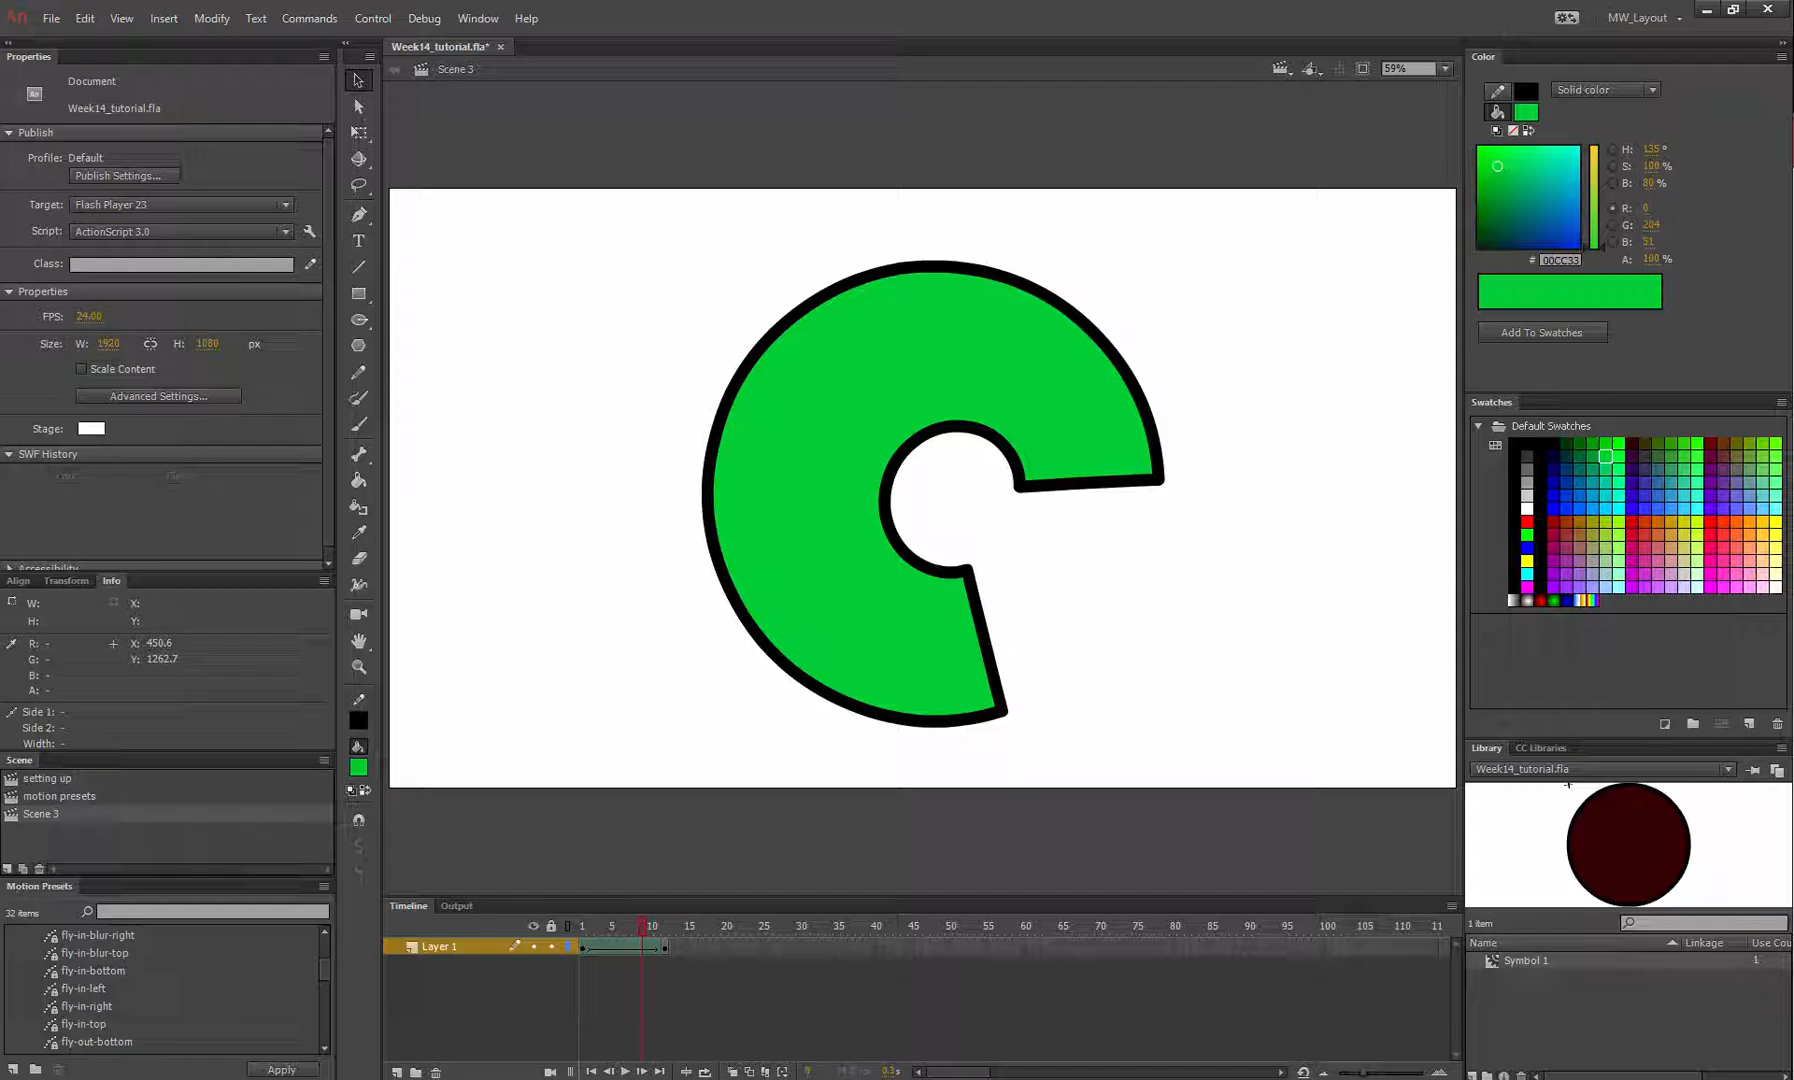 An File Edit View Insert Modify Text Commands Control Debug Window Help MW_Layout
Properties
Document
Week14_tutorial.fla
Publish
Profile: Default
Publish Settings...
Target: Flash Player 23
Script: ActionScript 3.0
Class:
Properties
FPS: 24.00
Size: W: 1920 H: 1080 px
Scale Content
Advanced Settings...
Stage:
SWF History
Accessibility
Align Transform Info
W: X:
H: Y:
R: - X: 450.6
G: - Y: 1262.7
B: -
A: -
Side 1: -
Side 2: -
Width: -
Scene
setting up
motion presets
Scene 3
Motion Presets
32 items
fly-in-blur-right
fly-in-blur-top
fly-in-bottom
fly-in-left
fly-in-right
fly-in-top
fly-out-bottom
Apply
Week14_tutorial.fla* ×
Scene 3
59%
Timeline Output
1 5 10 15 20 25 30 35 40 45 50 55 60 65 70 75 80 85 90 95 100 105 110 11
Layer 1
9 0.3s
Color
Solid color
H: 135 °
S: 100 %
B: 80 %
R: 0
G: 204
B: 51
# 00CC33 A: 100 %
Add To Swatches
Swatches
Default Swatches
Library CC Libraries
Week14_tutorial.fla
1 item
Name Linkage Use Cou
Symbol 1 1